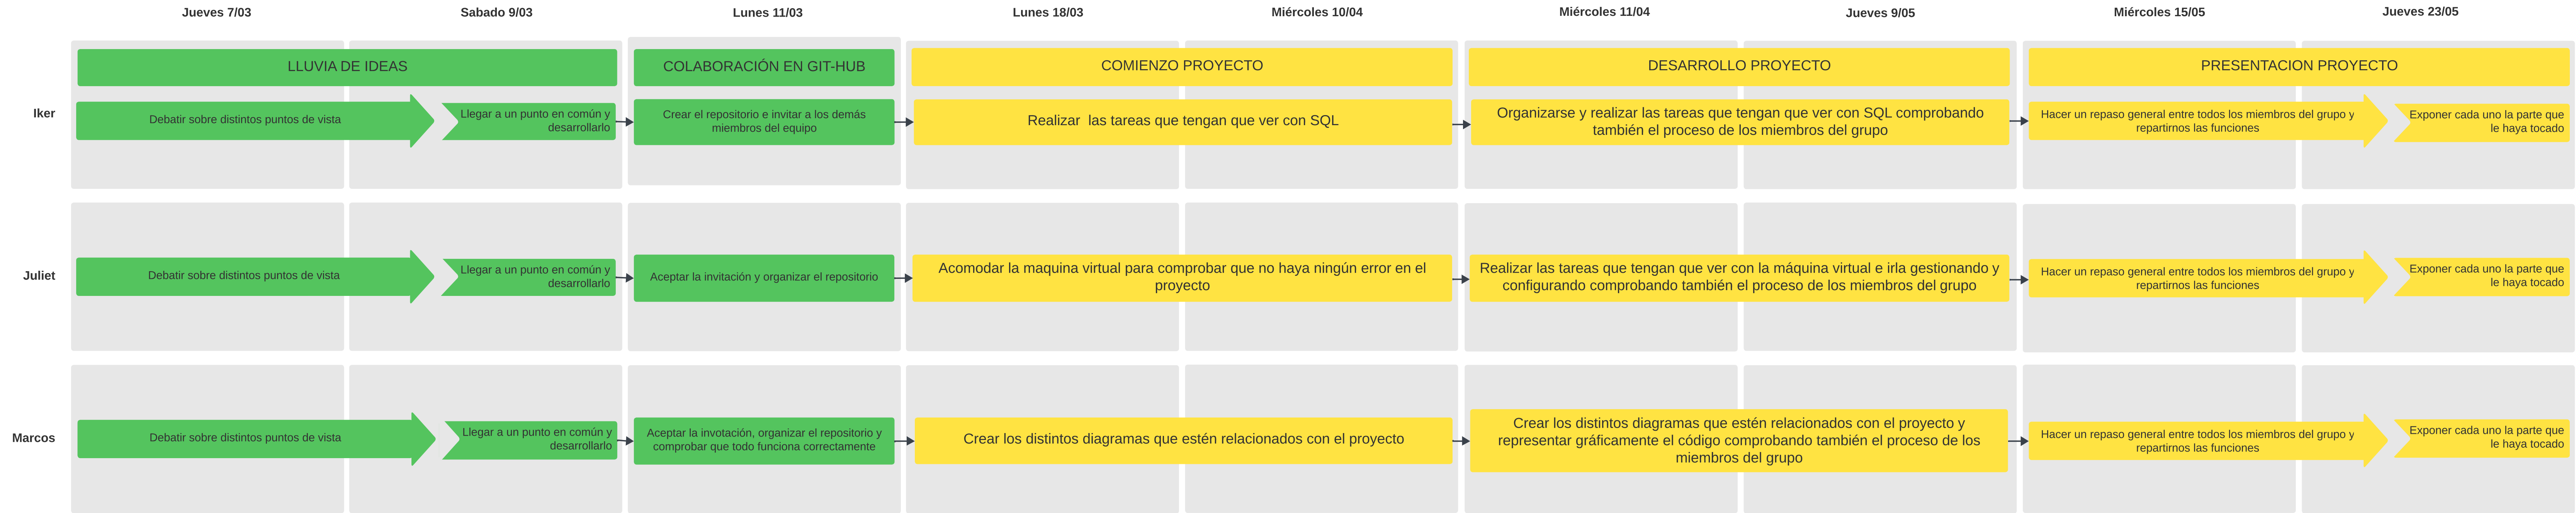 Jueves 7/03
Sabado 9/03
Lunes 11/03
Lunes 18/03
Miércoles 10/04
Miércoles 11/04
Jueves 9/05
Miércoles 15/05
Jueves 23/05
LLUVIA DE IDEAS
COLABORACIÓN EN GIT-HUB
COMIENZO PROYECTO
DESARROLLO PROYECTO
PRESENTACION PROYECTO
Iker
Debatir sobre distintos puntos de vista
Llegar a un punto en común y
desarrollarlo
Crear el repositorio e invitar a los demás
miembros del equipo
Realizar  las tareas que tengan que ver con SQL
Organizarse y realizar las tareas que tengan que ver con SQL comprobando
también el proceso de los miembros del grupo
Hacer un repaso general entre todos los miembros del grupo y
repartirnos las funciones
Exponer cada uno la parte que
le haya tocado
Juliet
Debatir sobre distintos puntos de vista
Llegar a un punto en común y
desarrollarlo
Aceptar la invitación y organizar el repositorio
Acomodar la maquina virtual para comprobar que no haya ningún error en el
proyecto
Realizar las tareas que tengan que ver con la máquina virtual e irla gestionando y
configurando comprobando también el proceso de los miembros del grupo
Hacer un repaso general entre todos los miembros del grupo y
repartirnos las funciones
Exponer cada uno la parte que
le haya tocado
Marcos
Debatir sobre distintos puntos de vista
Llegar a un punto en común y
desarrollarlo
Aceptar la invotación, organizar el repositorio y
comprobar que todo funciona correctamente
Crear los distintos diagramas que estén relacionados con el proyecto
Crear los distintos diagramas que estén relacionados con el proyecto y
representar gráficamente el código comprobando también el proceso de los
miembros del grupo
Hacer un repaso general entre todos los miembros del grupo y
repartirnos las funciones
Exponer cada uno la parte que
le haya tocado